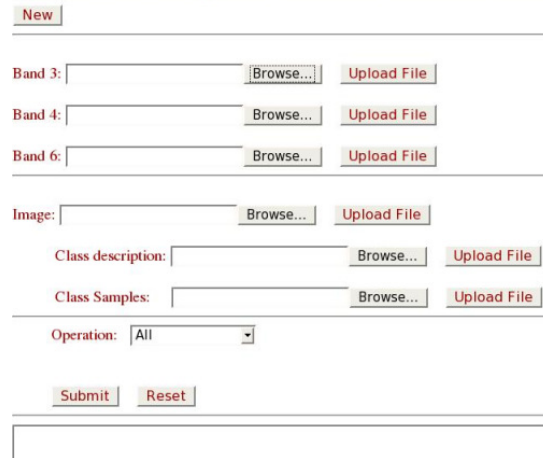 New
Band 3: Browse... Upload File
Band 4: Browse... Upload File
Band 6: Browse... Upload File
Image: Browse... Upload File
Class description: Browse... Upload File
Class Samples: Browse... Upload File
Operation: All
Submit Reset